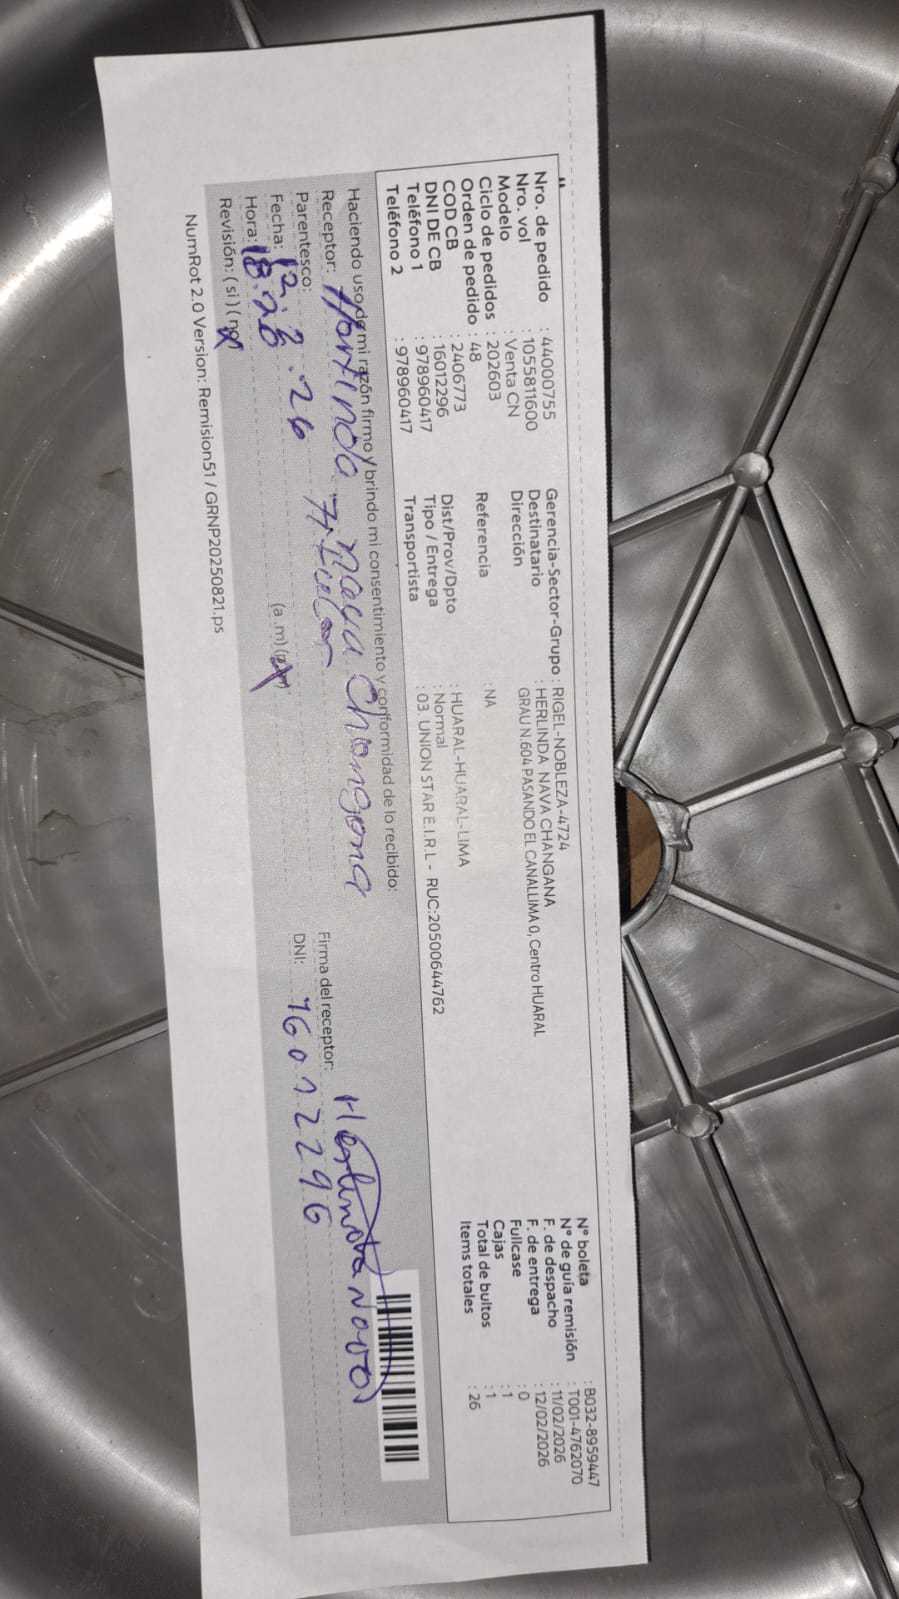 Nro. de pedido : 44000755
Nro. vol : 1055811600
Modelo : Venta CN
Ciclo de pedidos : 202603
Orden de pedido : 48
COD CB : 2406773
DNI DE CB : 16012296
Teléfono 1 : 978960417
Teléfono 2 : 978960417
Gerencia-Sector-Grupo : RIGEL-NOBLEZA-4724
Destinatario : HERLINDA NAVA CHANGANA
Dirección : GRAU N.604 PASANDO EL CANALLIMA 0, Centro HUARAL
Referencia : NA
Dist/Prov/Dpto : HUARAL-HUARAL-LIMA
Tipo / Entrega : Normal
Transportista : 03. UNION STAR E.I.R.L - RUC:20500644762
N° boleta : B032-8959447
N° de guía remisión : T001-4762070
F. de despacho : 11/02/2026
F. de entrega : 12/02/2026
Fullcase : 0
Cajas : 1
Total de bultos : 1
Items totales : 26
Haciendo uso de mi razón firmo y brindo mi consentimiento y conformidad de lo recibido:
Receptor: nava Changana
Firma del receptor:
Parentesco: Titular
DNI: 16012296
Fecha: 12.2.26
Hora: 18:26 (a.m) (p.m)
Revisión: ( si ) ( no )
NumRot 2.0 Version: Remision51 / GRNP20250821.ps